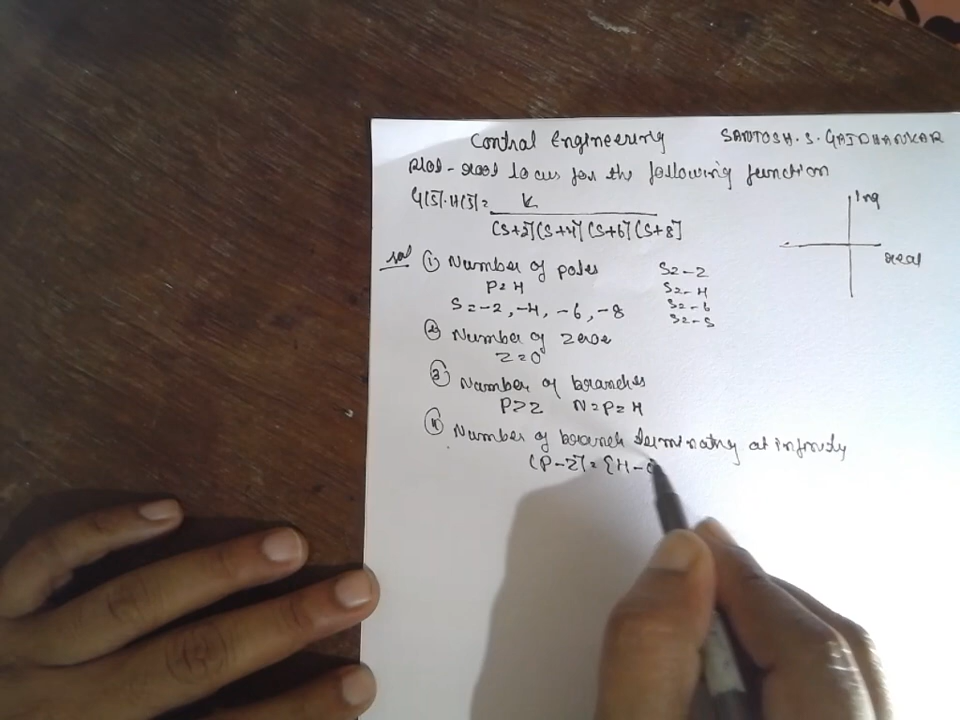 Control Engineering SANTOSH.S.GAIDHANKAR
Plot-root locus for the following function
G(S).H(S)= K
(S+2)(S+4)(S+6)(S+8)
Img
real
sol (1) Number of poles
P=4
S=-2, -4, -6, -8
S=-2
S=-4
S=-6
S=-8
(2) Number of zeros
Z=0
(3) Number of branches
P>Z N=P=4
(4) Number of branch terminating at infinity
(P-Z)= {4-0